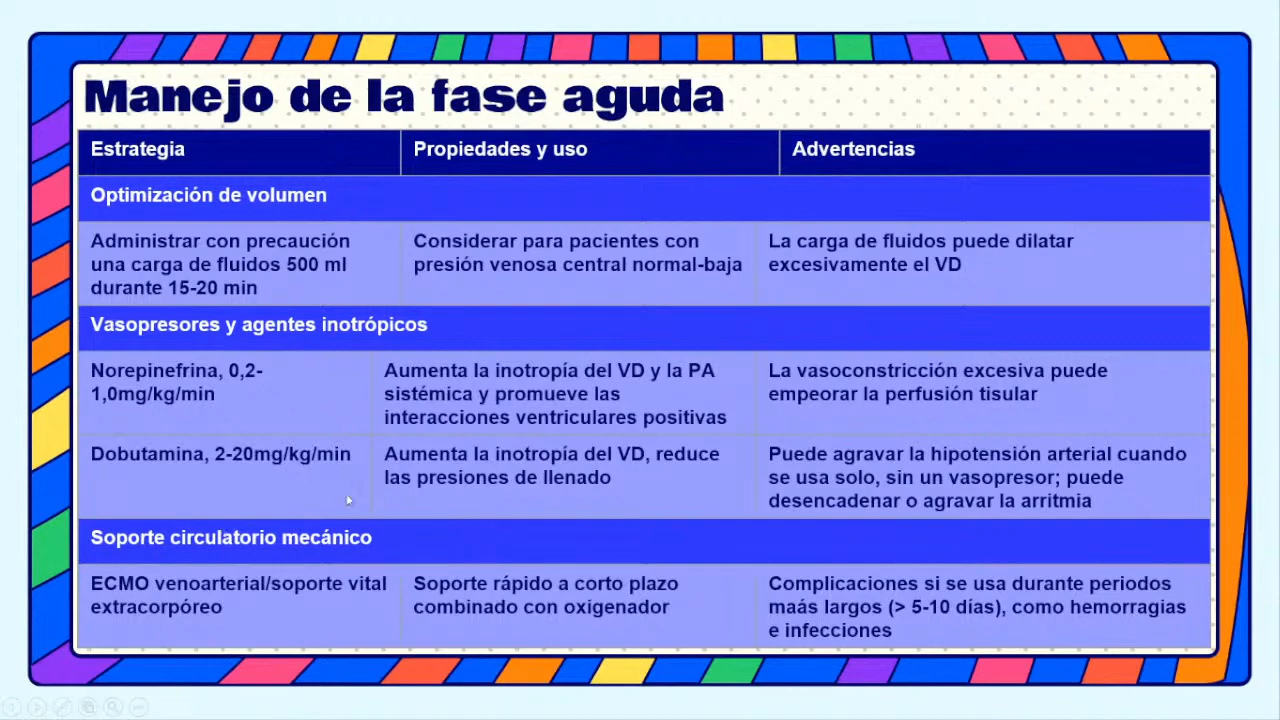 Manejo de la fase aguda
Estrategia
Propiedades y uso
Advertencias
Optimización de volumen
Administrar con precaución
una carga de fluidos 500 ml
durante 15-20 min
Considerar para pacientes con
presión venosa central normal-baja
La carga de fluidos puede dilatar
excesivamente el VD
Vasopresores y agentes inotrópicos
Norepinefrina, 0,2-
1,0mg/kg/min
Aumenta la inotropía del VD y la PA
sistémica y promueve las
interacciones ventriculares positivas
La vasoconstricción excesiva puede
empeorar la perfusión tisular
Dobutamina, 2-20mg/kg/min
Aumenta la inotropía del VD, reduce
las presiones de llenado
Puede agravar la hipotensión arterial cuando
se usa solo, sin un vasopresor; puede
desencadenar o agravar la arritmia
Soporte circulatorio mecánico
ECMO venoarterial/soporte vital
extracorpóreo
Soporte rápido a corto plazo
combinado con oxigenador
Complicaciones si se usa durante periodos
maás largos (> 5-10 días), como hemorragias
e infecciones